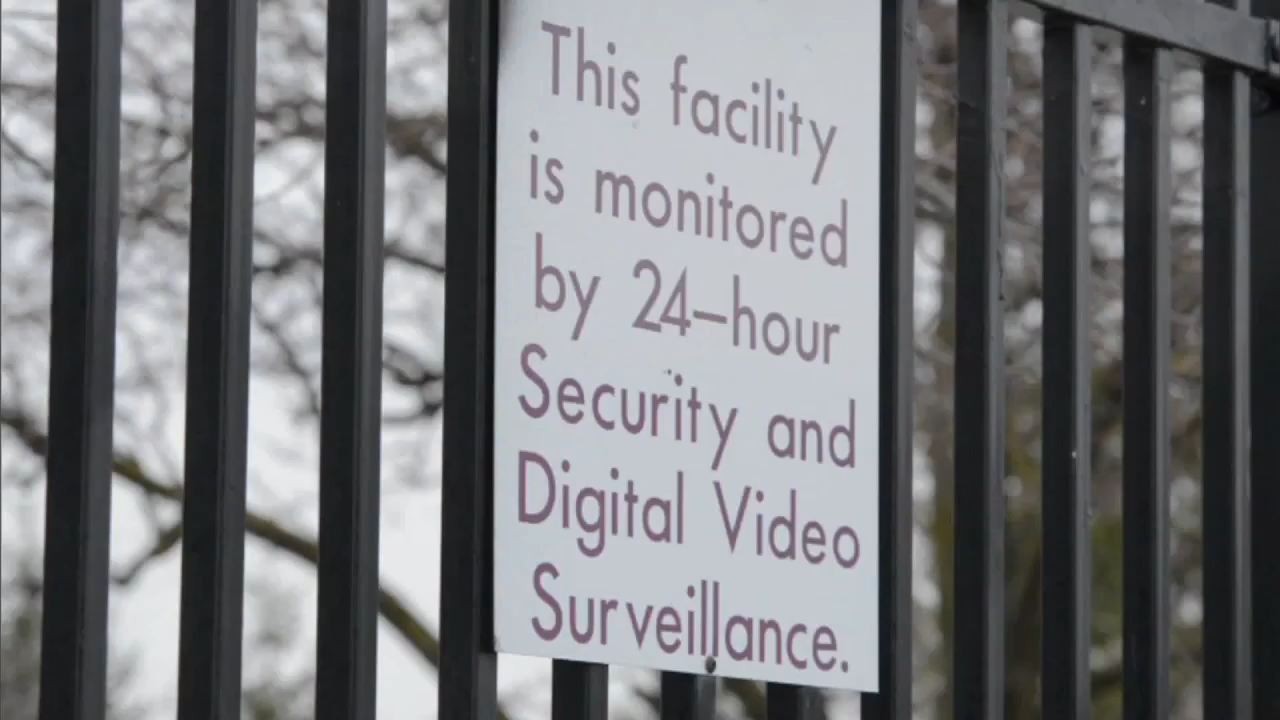 This facility
is monitored
by 24-hour
Security and
Digital Video
Surveillance.